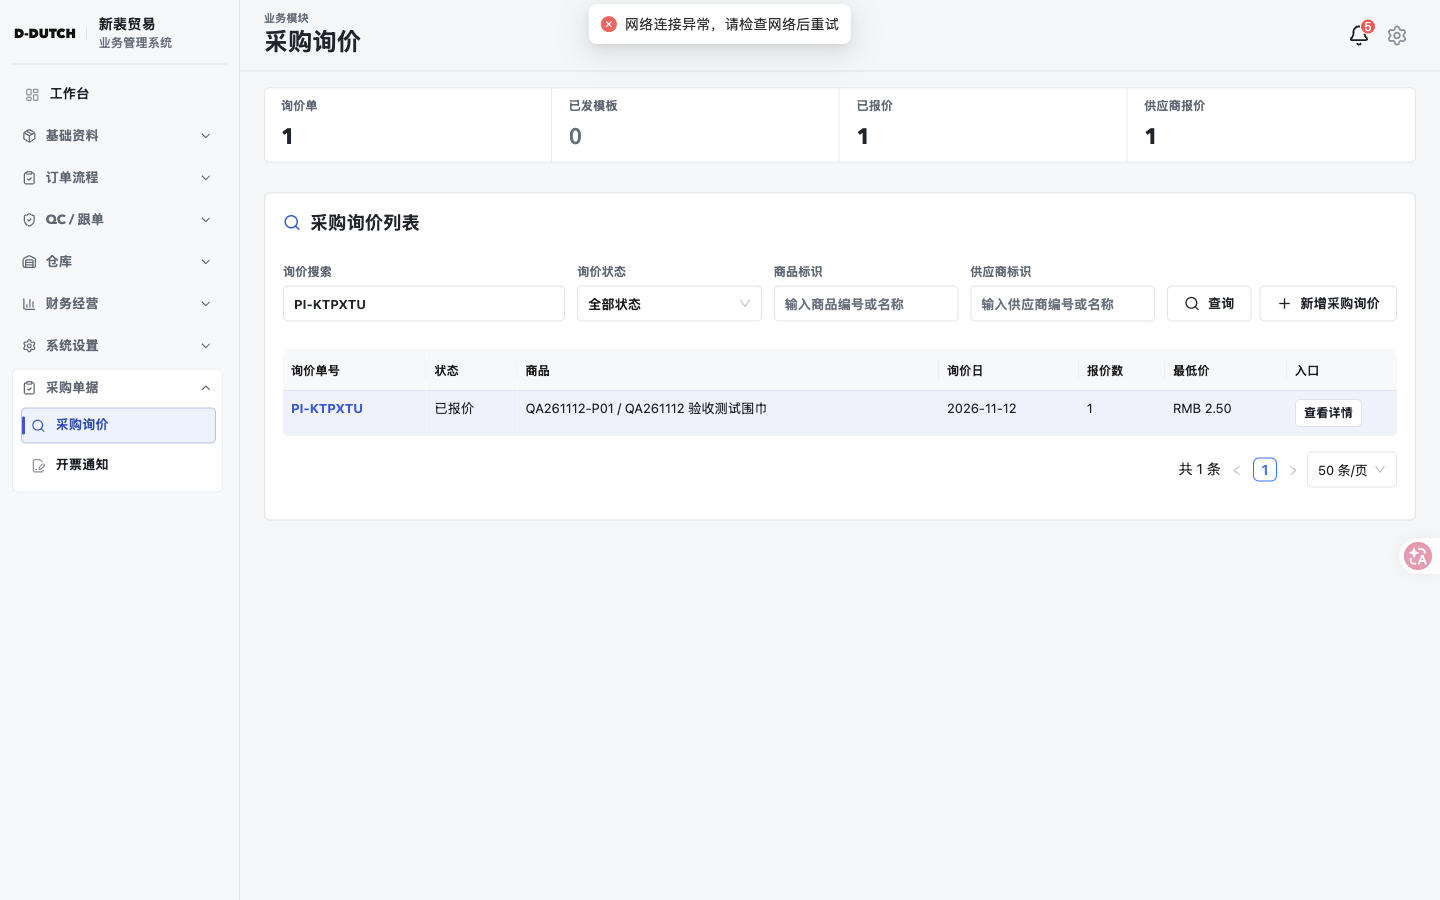 D-DUTCH
新裴贸易
业务管理系统
工作台
基础资料
订单流程
QC / 跟单
仓库
财务经营
系统设置
采购单据
采购询价
开票通知
业务模块
采购询价
网络连接异常，请检查网络后重试
5
询价单
1
已发模板
0
已报价
1
供应商报价
1
采购询价列表
询价搜索
PI-KTPXTU
询价状态
全部状态
商品标识
输入商品编号或名称
供应商标识
输入供应商编号或名称
查询
新增采购询价
询价单号 状态 商品 询价日 报价数 最低价 入口
PI-KTPXTU 已报价 QA261112-P01 / QA261112 验收测试围巾 2026-11-12 1 RMB 2.50 查看详情
共 1 条 1 50 条/页